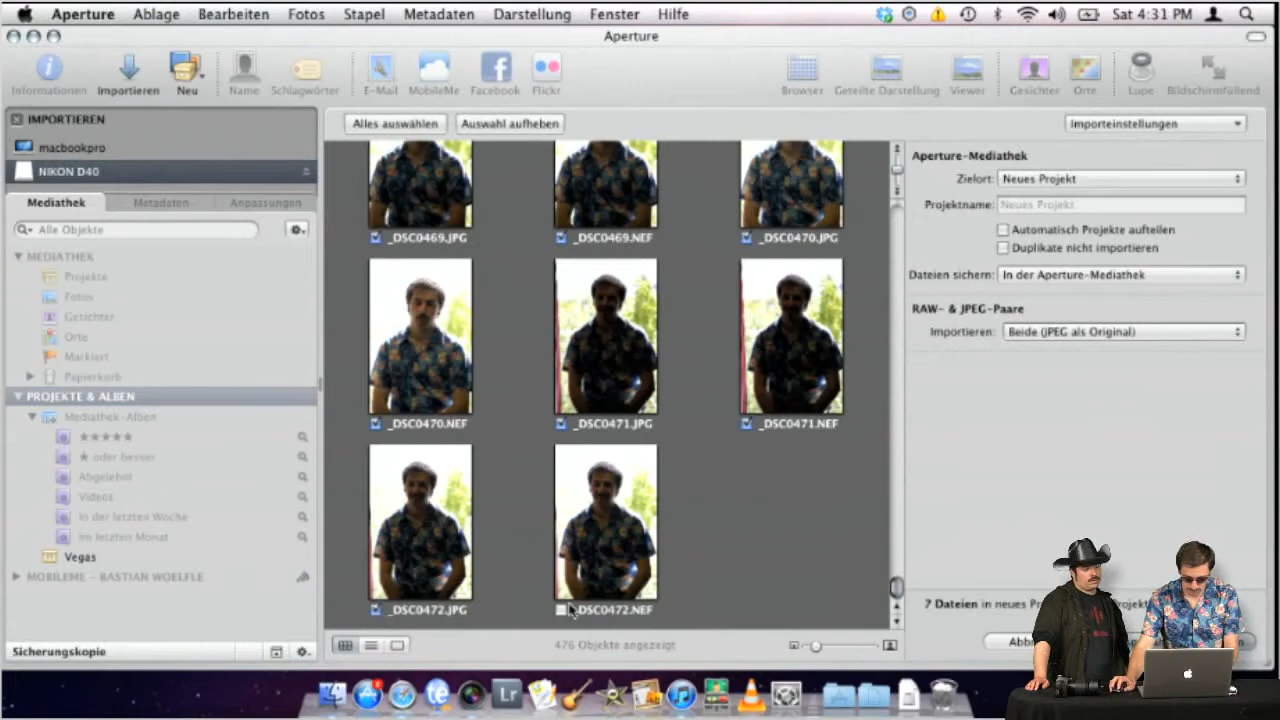 Aperture Ablage Bearbeiten Fotos Stapel Metadaten Darstellung Fenster Hilfe Sat 4:31 PM
Aperture
Informationen Importieren Neu Name Schlagwörter E-Mail MobileMe Facebook Flickr Browser Geteilte Darstellung Viewer Gesichter Orte Lupe Bildschirmfüllend
IMPORTIEREN
macbookpro
NIKON D40
Mediathek Metadaten Anpassungen
Alle Objekte
MEDIATHEK
Projekte
Fotos
Gesichter
Orte
Markiert
Papierkorb
PROJEKTE & ALBEN
Mediathek-Alben
★★★★★
★ oder besser
Abgelehnt
Videos
In der letzten Woche
Im letzten Monat
Vegas
MOBILEME – BASTIAN WOELFLE
Sicherungskopie
Alles auswählen Auswahl aufheben
_DSC0469.JPG _DSC0469.NEF _DSC0470.JPG
_DSC0470.NEF _DSC0471.JPG _DSC0471.NEF
_DSC0472.JPG _DSC0472.NEF
476 Objekte angezeigt
Importeinstellungen
Aperture-Mediathek
Zielort: Neues Projekt
Projektname: Neues Projekt
Automatisch Projekte aufteilen
Duplikate nicht importieren
Dateien sichern: In der Aperture-Mediathek
RAW- & JPEG-Paare
Importieren: Beide (JPEG als Original)
7 Dateien in neues
Lr